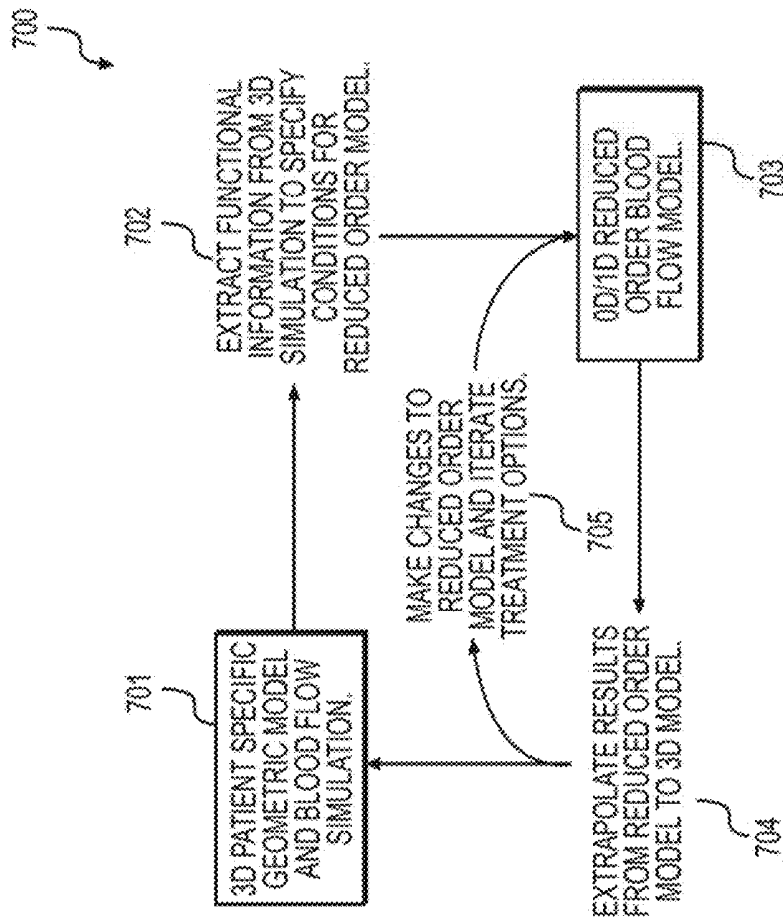 700
701
3D PATIENT SPECIFIC
GEOMETRIC MODEL
AND BLOOD FLOW
SIMULATION.
702
EXTRACT FUNCTIONAL
INFORMATION FROM 3D
SIMULATION TO SPECIFY
CONDITIONS FOR
REDUCED ORDER MODEL.
MAKE CHANGES TO
REDUCED ORDER
MODEL AND ITERATE
TREATMENT OPTIONS.
705
EXTRAPOLATE RESULTS
FROM REDUCED ORDER
MODEL TO 3D MODEL.
704
0D/1D REDUCED
ORDER BLOOD
FLOW MODEL.
703